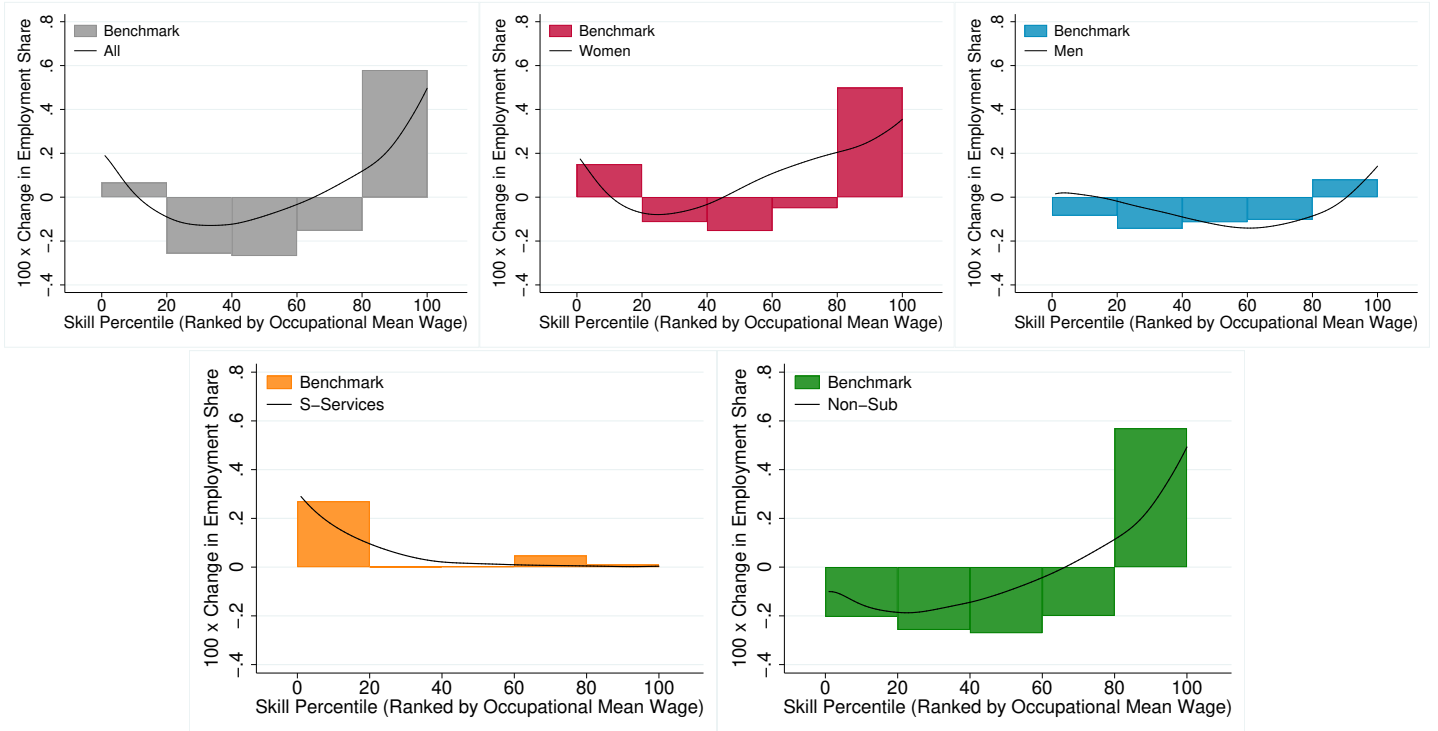 Benchmark
All
100 x Change in Employment Share
.8
.6
.4
.2
0
−.2
−.4
0 20 40 60 80 100
Skill Percentile (Ranked by Occupational Mean Wage)
Benchmark
Women
100 x Change in Employment Share
.8
.6
.4
.2
0
−.2
−.4
0 20 40 60 80 100
Skill Percentile (Ranked by Occupational Mean Wage)
Benchmark
Men
100 x Change in Employment Share
.8
.6
.4
.2
0
−.2
−.4
0 20 40 60 80 100
Skill Percentile (Ranked by Occupational Mean Wage)
Benchmark
S−Services
100 x Change in Employment Share
.8
.6
.4
.2
0
−.2
−.4
0 20 40 60 80 100
Skill Percentile (Ranked by Occupational Mean Wage)
Benchmark
Non−Sub
100 x Change in Employment Share
.8
.6
.4
.2
0
−.2
−.4
0 20 40 60 80 100
Skill Percentile (Ranked by Occupational Mean Wage)